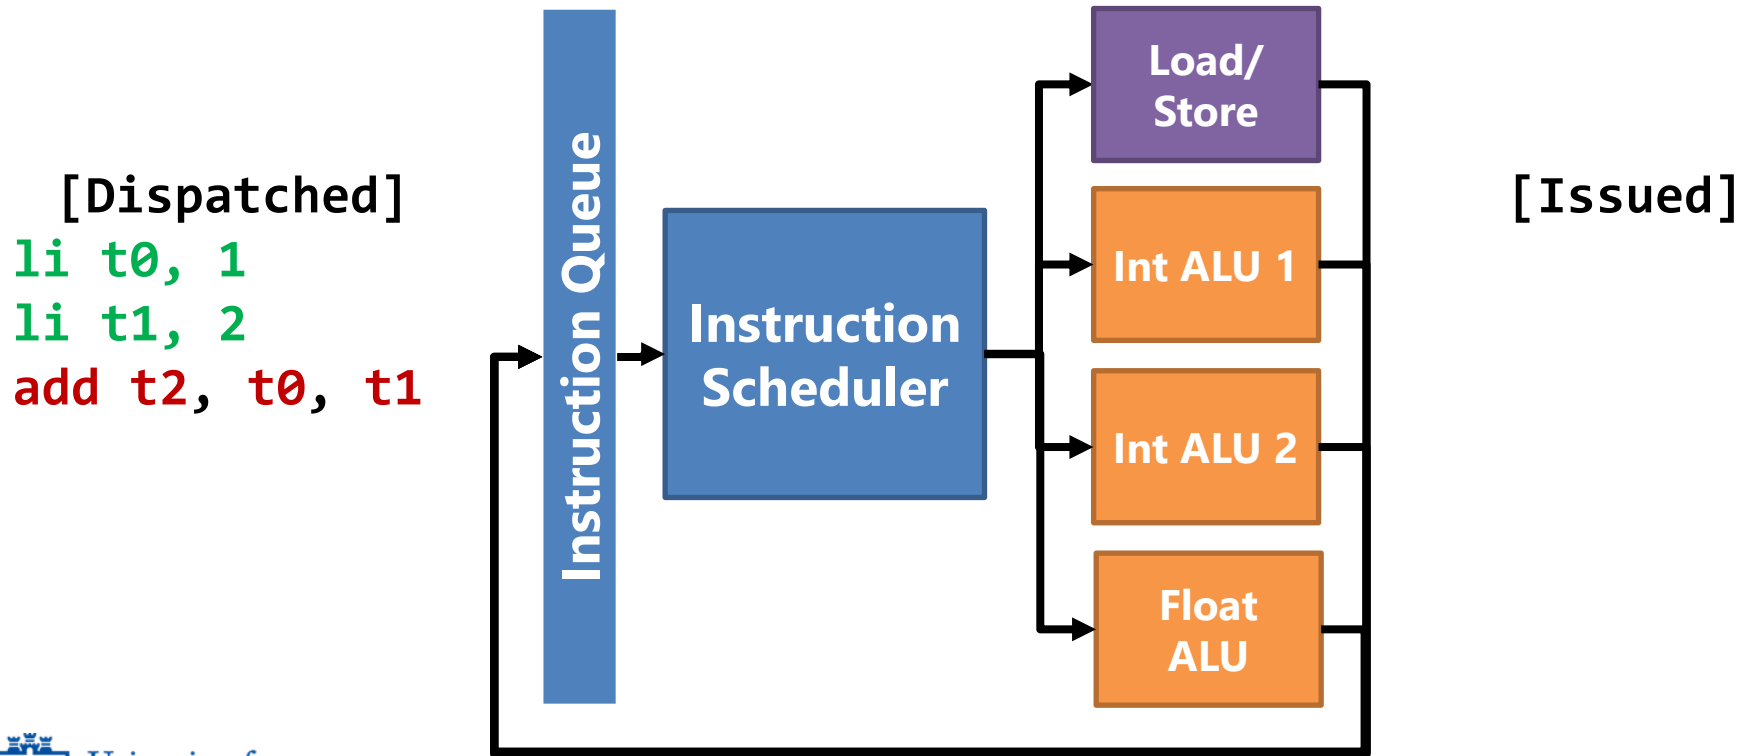 [Dispatched]
li t0, 1
li t1, 2
add t2, t0, t1
Instruction Queue
Instruction
Scheduler
Load/
Store
Int ALU 1
Int ALU 2
Float
ALU
[Issued]